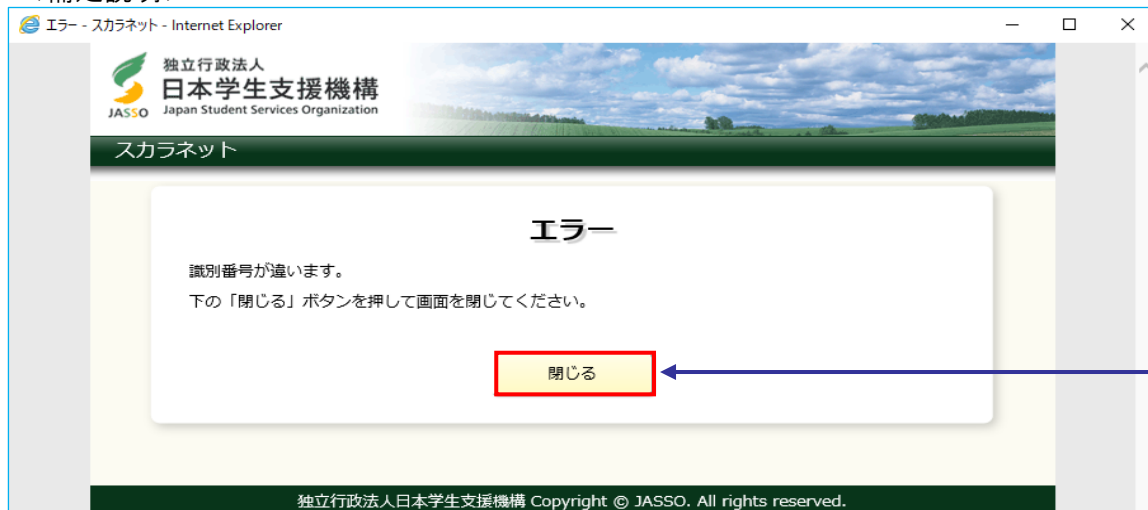 エラー - スカラネット - Internet Explorer
独立行政法人
日本学生支援機構
JASSO
Japan Student Services Organization
スカラネット
エラー
識別番号が違います。
下の「閉じる」ボタンを押して画面を閉じてください。
閉じる
独立行政法人日本学生支援機構 Copyright © JASSO. All rights reserved.